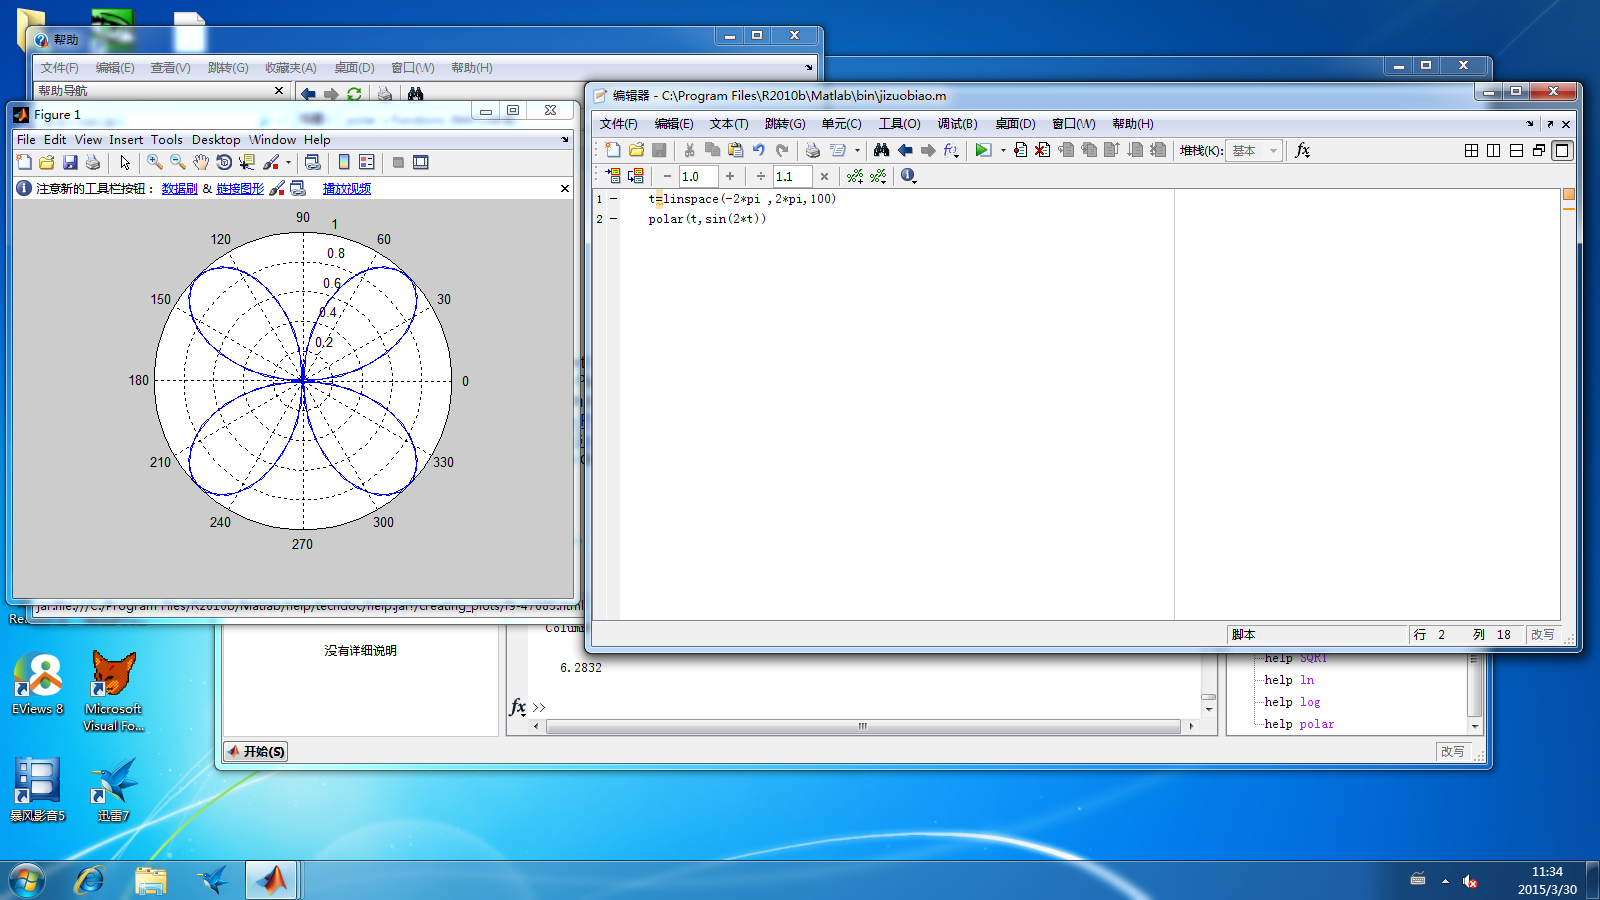 帮助
文件(F) 编辑(E) 查看(V) 跳转(G) 收藏夹(A) 桌面(D) 窗口(W) 帮助(H)
帮助导航
Figure 1
File Edit View Insert Tools Desktop Window Help
注意新的工具栏按钮： 数据刷 & 链接图形 播放视频
90
120 1 60
0.8
150 0.6 30
0.4
0.2
180 0
210 330
240 300
270
编辑器 - C:\Program Files\R2010b\Matlab\bin\jizuobiao.m
文件(F) 编辑(E) 文本(T) 跳转(G) 单元(C) 工具(O) 调试(B) 桌面(D) 窗口(W) 帮助(H)
堆栈(K): 基本 fx
− 1.0 + ÷ 1.1 ×
1 − t=linspace(-2*pi ,2*pi,100)
2 − polar(t,sin(2*t))
脚本 行 2 列 18 改写
jar:file:///C:/Program Files/R2010b/Matlab/help/techdoc/help.jar!/creating_plots/f9-47085.html
没有详细说明
Colum
6.2832
fx >>
help SQRT
help ln
help log
help polar
开始(S)
改写
EViews 8
Microsoft
Visual Fo...
暴风影音5
迅雷7
11:34
2015/3/30